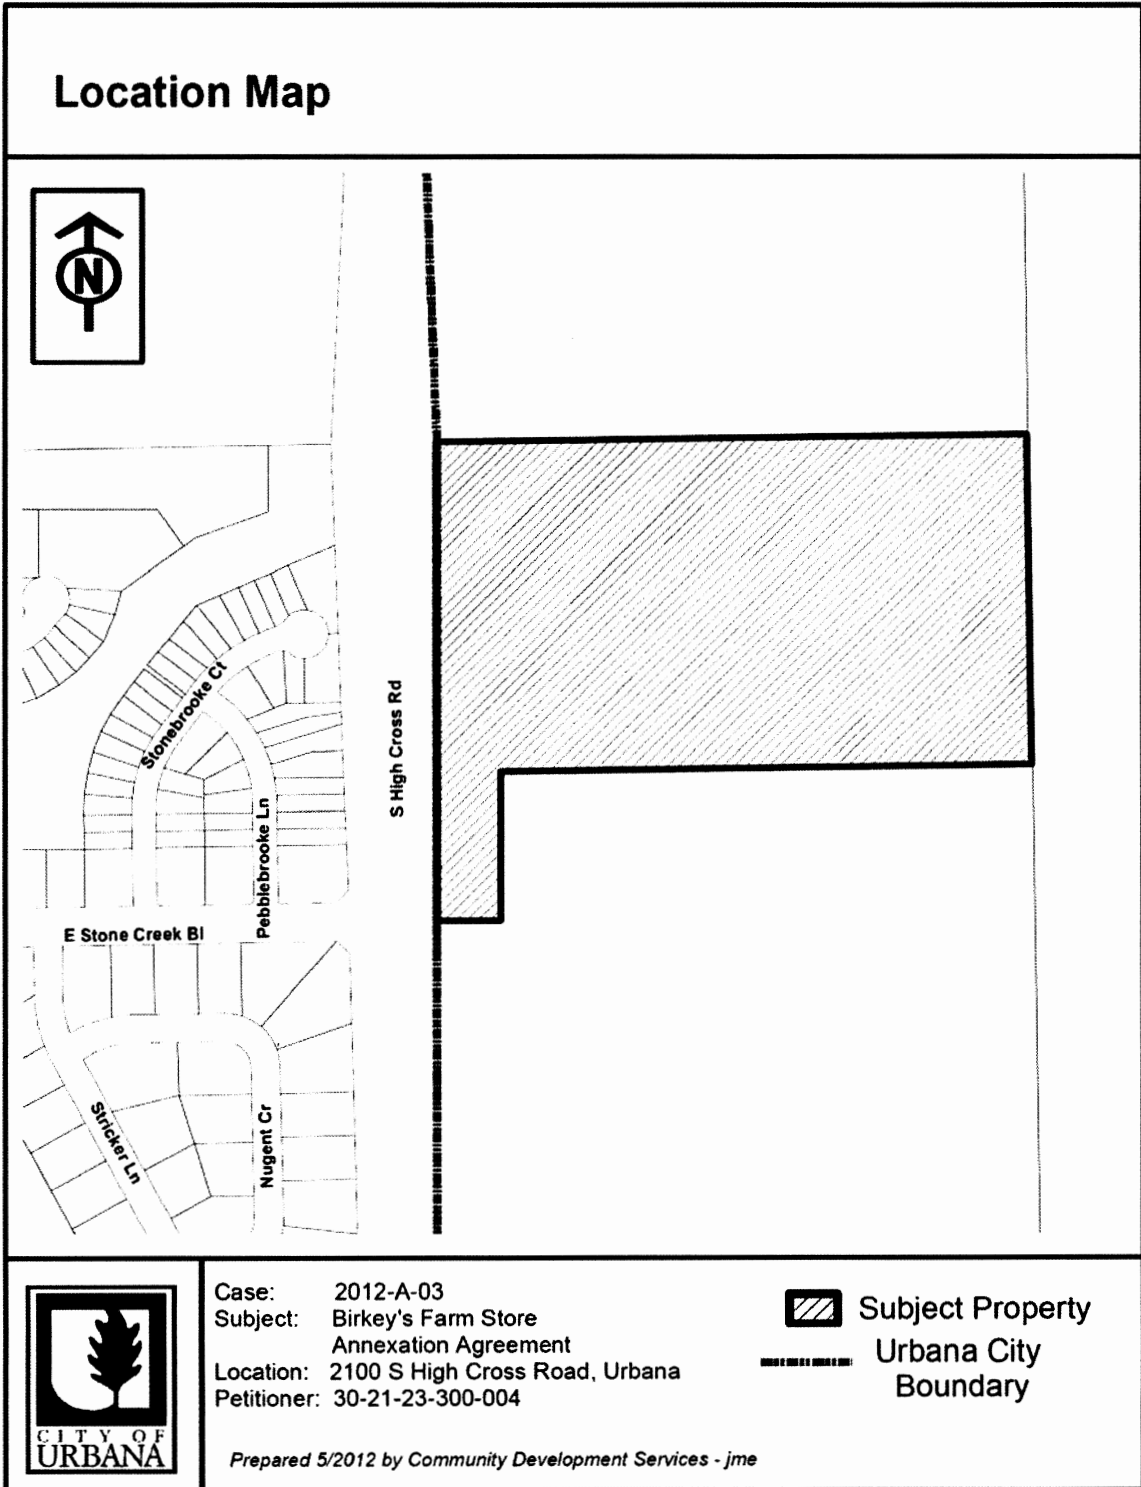 Location Map
N
Stonebrooke Ct
S High Cross Rd
Pebblebrooke Ln
E Stone Creek Bl
Stricker Ln
Nugent Cr
Case: 2012-A-03
Subject: Birkey's Farm Store
Annexation Agreement
Location: 2100 S High Cross Road, Urbana
Petitioner: 30-21-23-300-004
Prepared 5/2012 by Community Development Services - jme
Subject Property
Urbana City
Boundary
CITY OF
URBANA